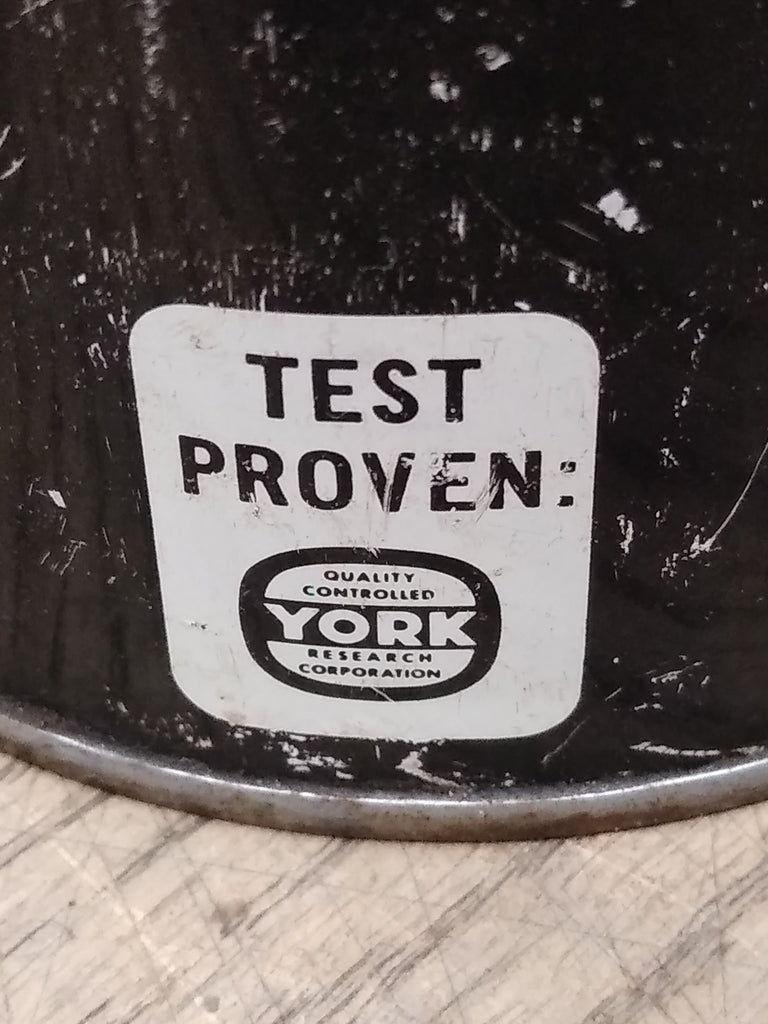 TEST
PROVEN:
QUALITY
CONTROLLED
YORK
RESEARCH
CORPORATION